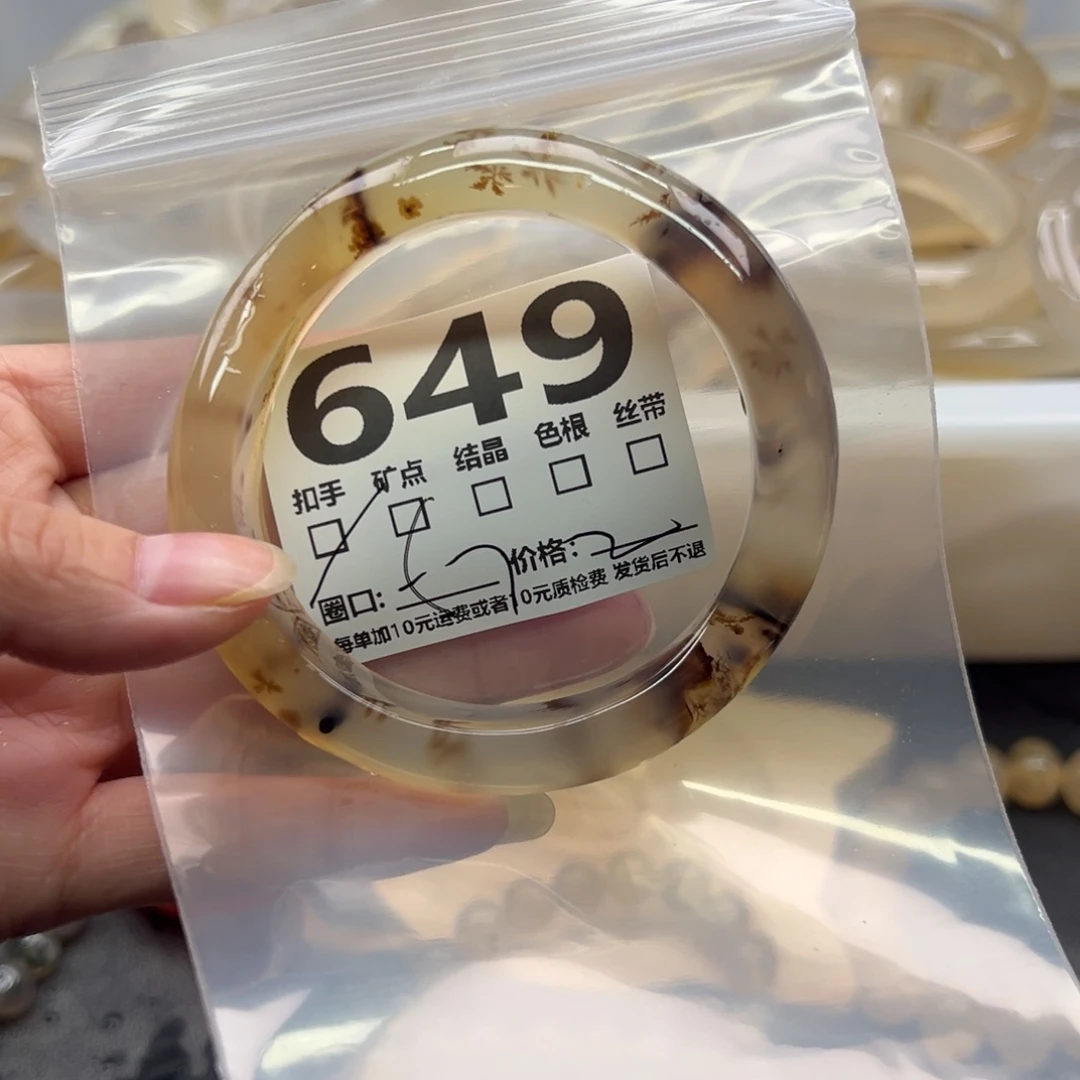 649
扣手 矿点 结晶 色根 丝带
圈口: 价格:
每单加10元运费或者10元质检费 发货后不退